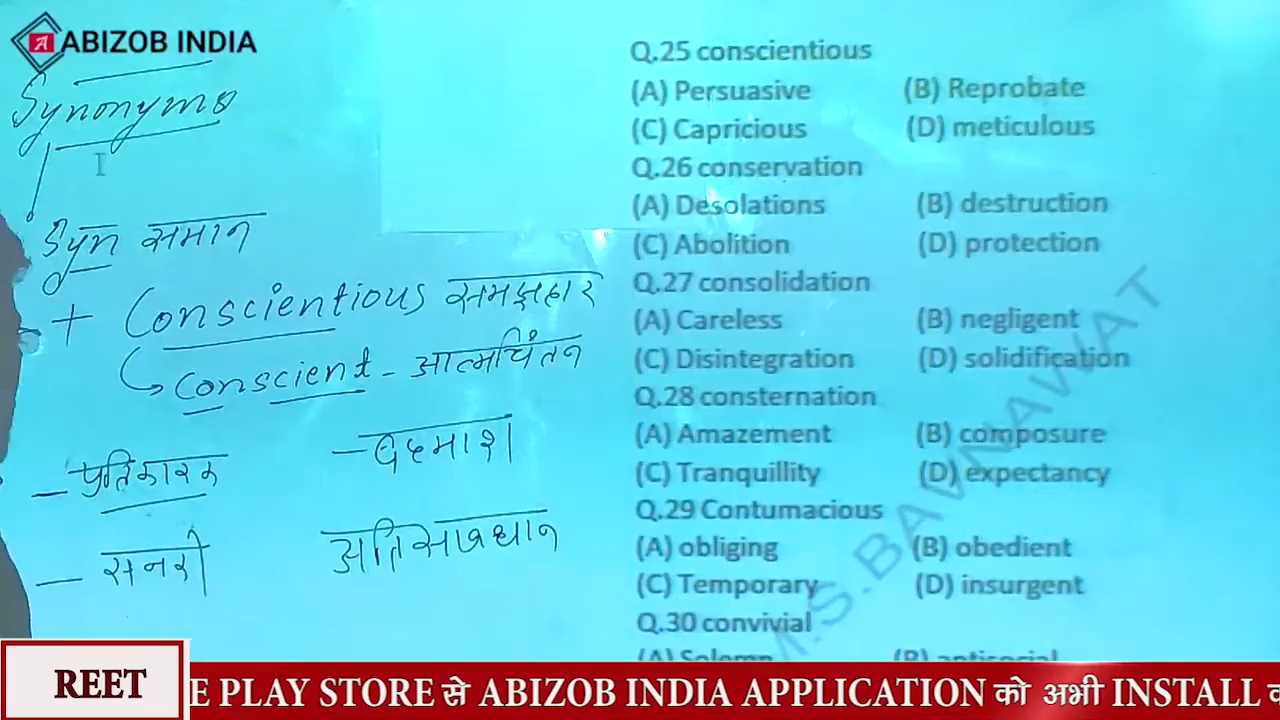 ABIZOB INDIA
Synonyms
Syn समान
+ Conscientious समझदार
Conscient - आत्मचिंतन
- प्रतिकारक - बदमाश
- सनकी अतिसावधान
Q.25 conscientious
(A) Persuasive (B) Reprobate
(C) Capricious (D) meticulous
Q.26 conservation
(A) Desolations (B) destruction
(C) Abolition (D) protection
Q.27 consolidation
(A) Careless (B) negligent
(C) Disintegration (D) solidification
Q.28 consternation
(A) Amazement (B) composure
(C) Tranquillity (D) expectancy
Q.29 Contumacious
(A) obliging (B) obedient
(C) Temporary (D) insurgent
Q.30 convivial
(A) Solemn (B) antisocial
M.S.BAWNAWAT
REET
E PLAY STORE से ABIZOB INDIA APPLICATION को अभी INSTALL